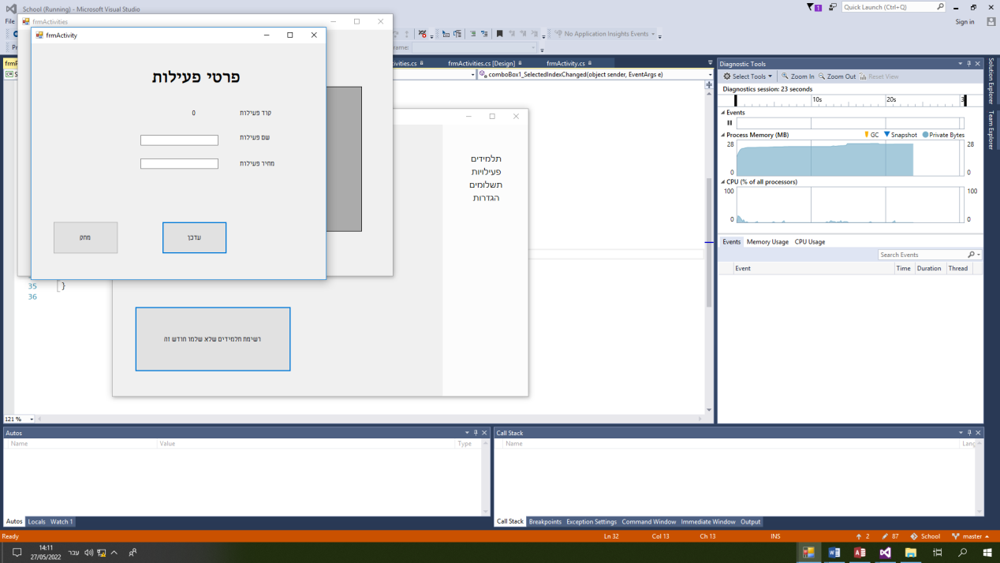 School (Running) - Microsoft Visual Studio
1
Quick Launch (Ctrl+Q)
File
frmActivities
Sign in
No Application Insights Events
frmActivity
פרטי פעילות
קוד פעילות
0
שם פעילות
מחיר פעילות
עדכן
מחק
ame:
ivities.cs
frmActivities.cs [Design]
frmActivity.cs
comboBox1_SelectedIndexChanged(object sender, EventArgs e)
תלמידים
פעילויות
תשלומים
הגדרות
רשימת תלמידים שלא שלמו חודש זה
35 }
36
121 %
Diagnostic Tools
Select Tools Zoom In Zoom Out Reset View
Diagnostics session: 23 seconds
10s 20s 3
Events
Process Memory (MB) GC Snapshot Private Bytes
28 28
0 0
CPU (% of all processors)
100 100
0 0
Events Memory Usage CPU Usage
Search Events
Event Time Duration Thread
Solution Explorer
Team Explorer
Autos
Name Value Type
Autos Locals Watch 1
Call Stack
Name Lang
Call Stack Breakpoints Exception Settings Command Window Immediate Window Output
Ready Ln 32 Col 13 Ch 13 INS 2 87 School master
14:11
27/05/2022
עבר